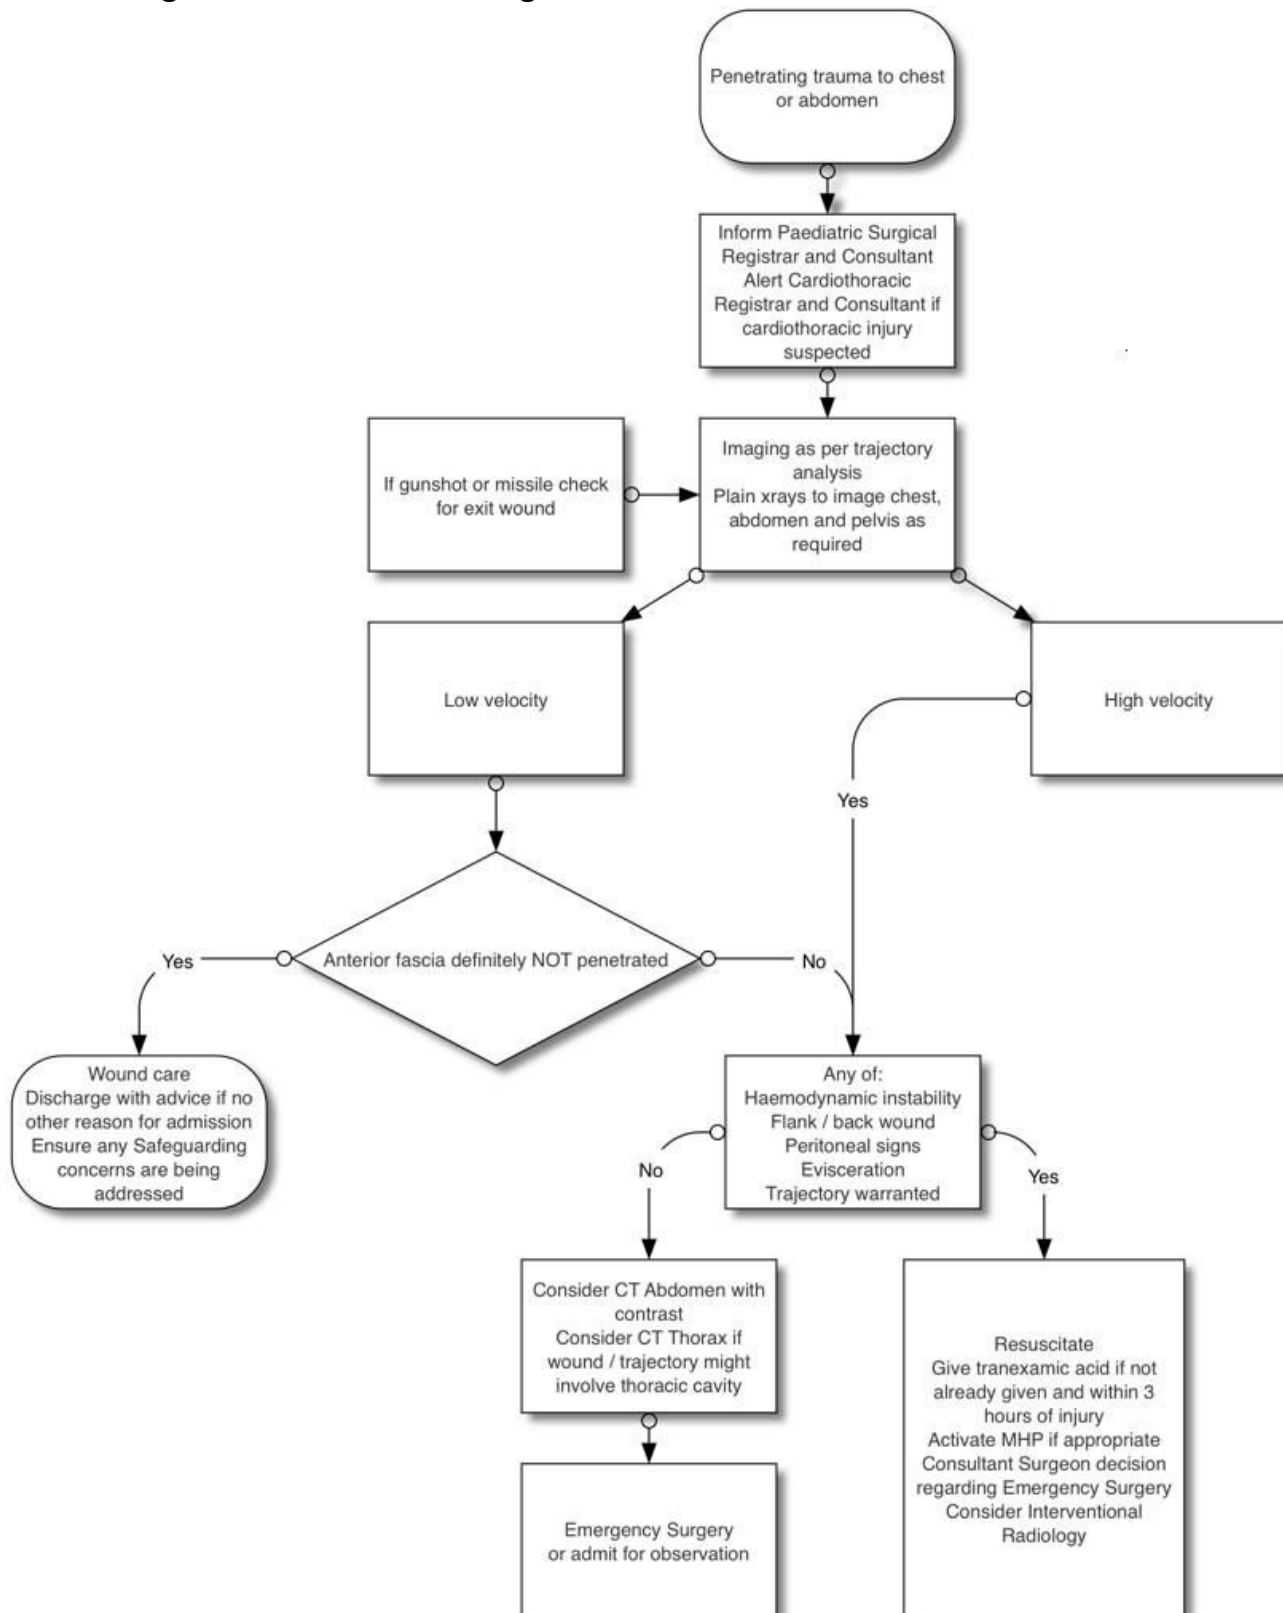 Penetrating trauma to chest
or abdomen
Inform Paediatric Surgical
Registrar and Consultant
Alert Cardiothoracic
Registrar and Consultant if
cardiothoracic injury
suspected
If gunshot or missile check
for exit wound
Imaging as per trajectory
analysis
Plain xrays to image chest,
abdomen and pelvis as
required
Low velocity
High velocity
Yes
Anterior fascia definitely NOT penetrated
Yes
No
Wound care
Discharge with advice if no
other reason for admission
Ensure any Safeguarding
concerns are being
addressed
Any of:
Haemodynamic instability
Flank / back wound
Peritoneal signs
Evisceration
Trajectory warranted
No
Yes
Consider CT Abdomen with
contrast
Consider CT Thorax if
wound / trajectory might
involve thoracic cavity
Resuscitate
Give tranexamic acid if not
already given and within 3
hours of injury
Activate MHP if appropriate
Consultant Surgeon decision
regarding Emergency Surgery
Consider Interventional
Radiology
Emergency Surgery
or admit for observation